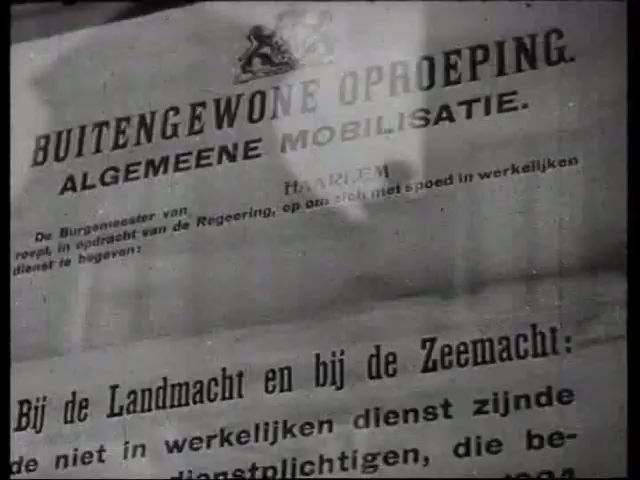 BUITENGEWONE OPROEPING.
ALGEMEENE MOBILISATIE.
De Burgemeester van HAARLEM
roept, in opdracht van de Regeering, op om zich met spoed in werkelijken
dienst te begeven:
Bij de Landmacht en bij de Zeemacht:
de niet in werkelijken dienst zijnde
dienstplichtigen, die be-